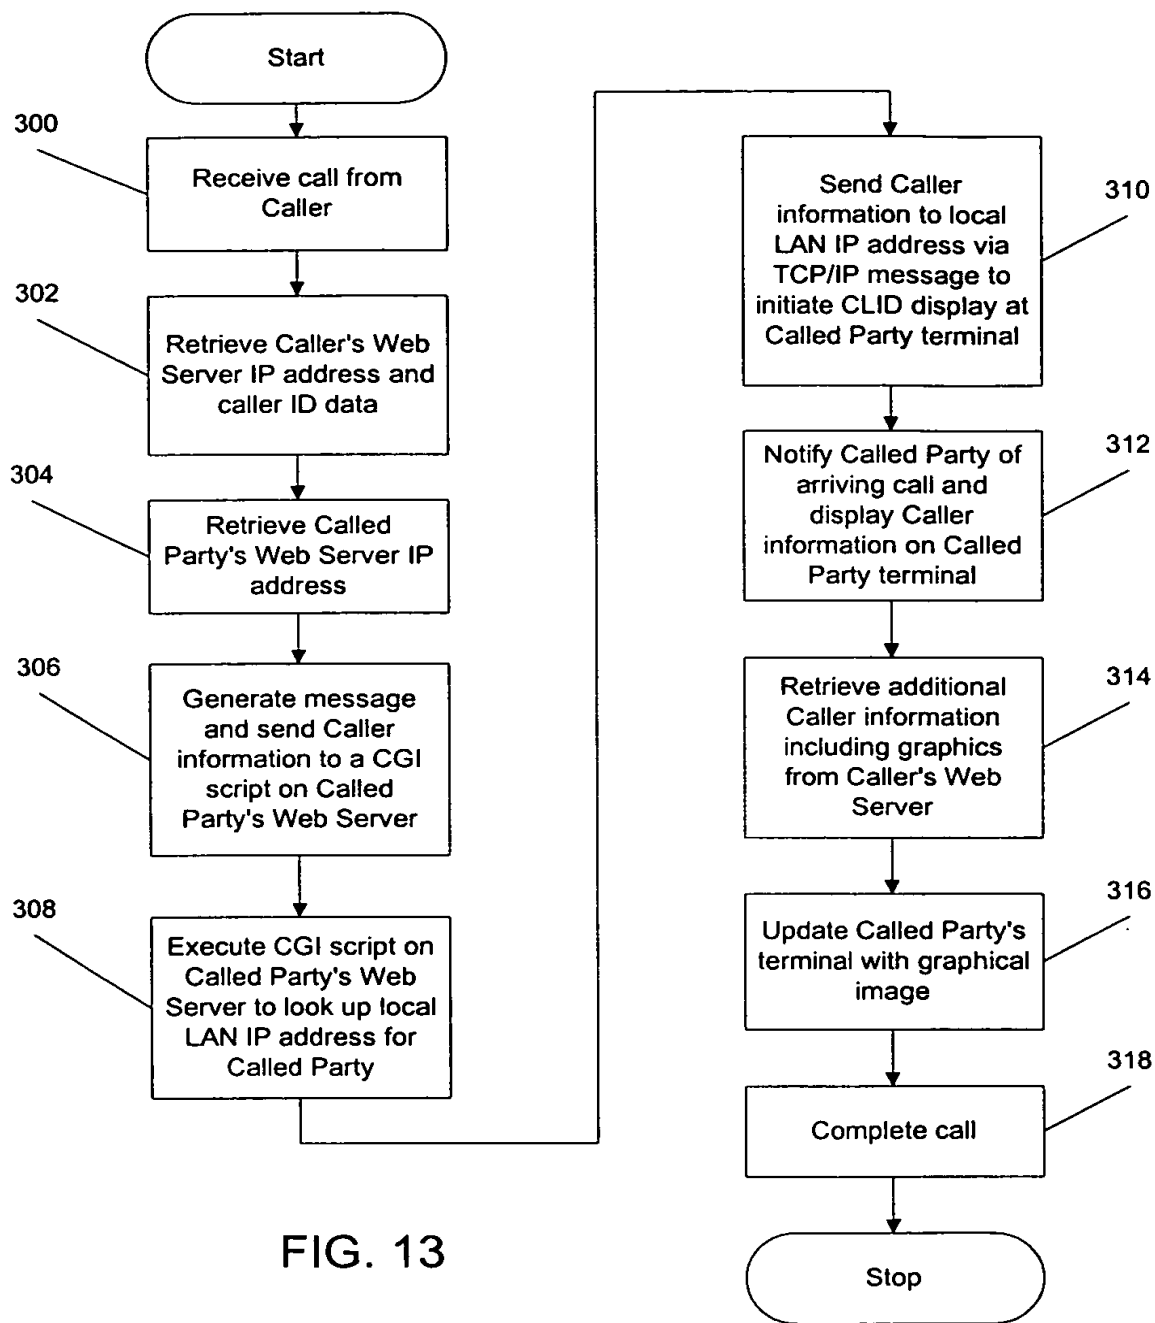 Start
300
Receive call from
Caller
302
Retrieve Caller's Web
Server IP address and
caller ID data
304
Retrieve Called
Party's Web Server IP
address
306
Generate message
and send Caller
information to a CGI
script on Called
Party's Web Server
308
Execute CGI script on
Called Party's Web
Server to look up local
LAN IP address for
Called Party
310
Send Caller
information to local
LAN IP address via
TCP/IP message to
initiate CLID display at
Called Party terminal
312
Notify Called Party of
arriving call and
display Caller
information on Called
Party terminal
314
Retrieve additional
Caller information
including graphics
from Caller's Web
Server
316
Update Called Party's
terminal with graphical
image
318
Complete call
Stop
FIG. 13